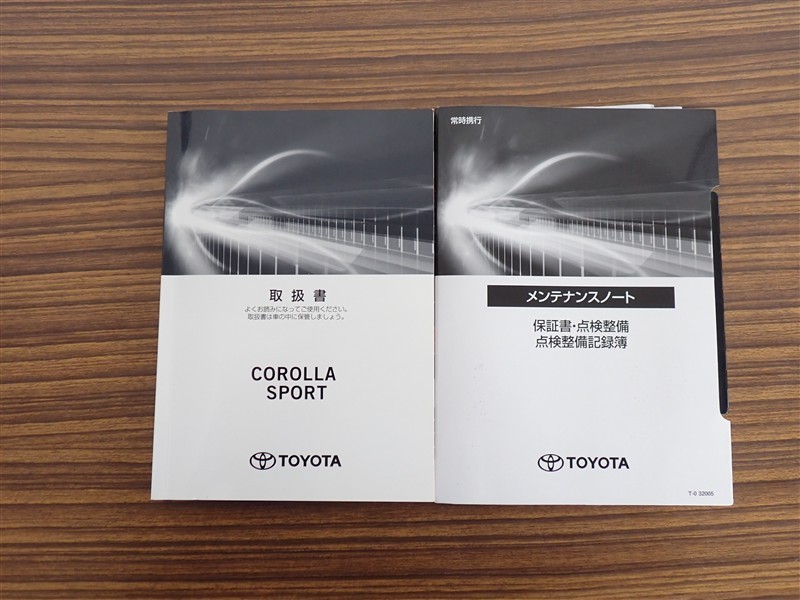 取扱書
よくお読みになってご使用ください。
取扱書は車の中に保管しましょう。
COROLLA
SPORT
TOYOTA
常時携行
メンテナンスノート
保証書・点検整備
点検整備記録簿
TOYOTA
T-0 32005